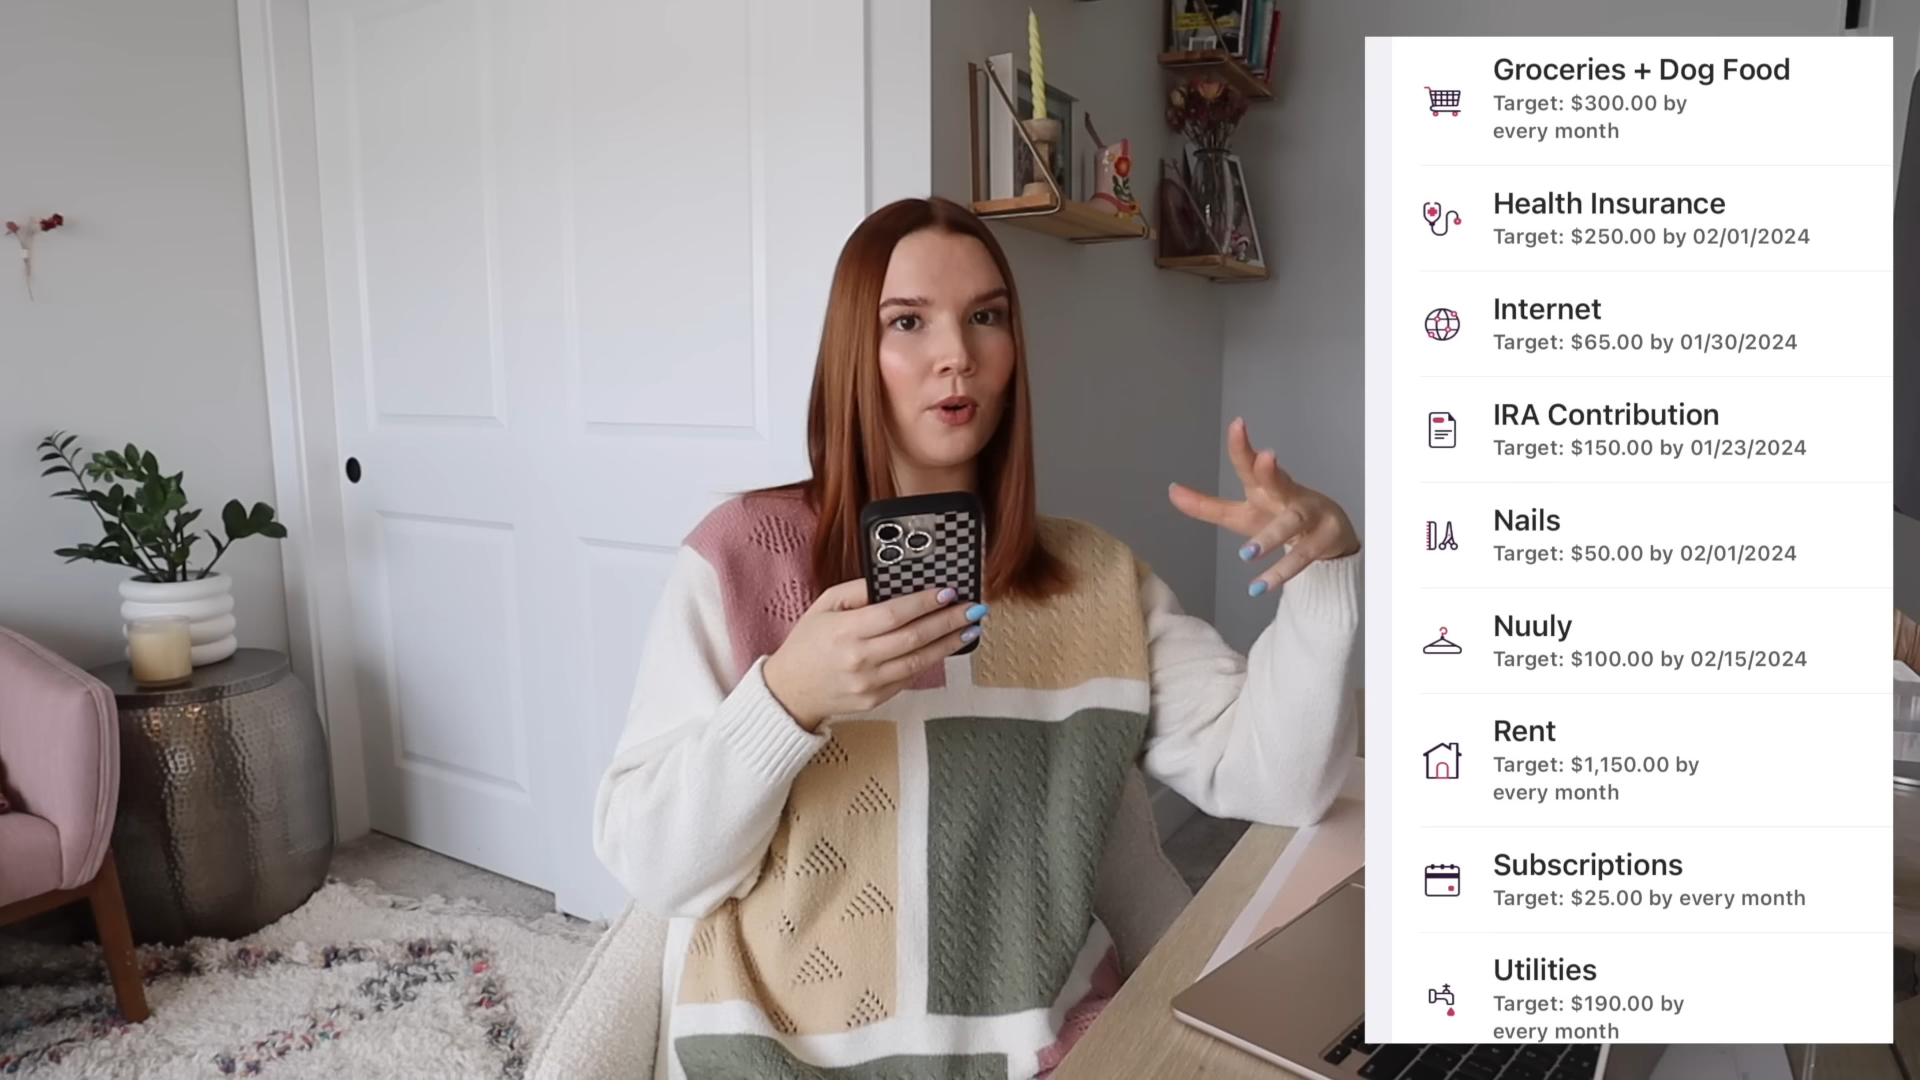 Groceries + Dog Food
Target: $300.00 by
every month
Health Insurance
Target: $250.00 by 02/01/2024
Internet
Target: $65.00 by 01/30/2024
IRA Contribution
Target: $150.00 by 01/23/2024
Nails
Target: $50.00 by 02/01/2024
Nuuly
Target: $100.00 by 02/15/2024
Rent
Target: $1,150.00 by
every month
Subscriptions
Target: $25.00 by every month
Utilities
Target: $190.00 by
every month